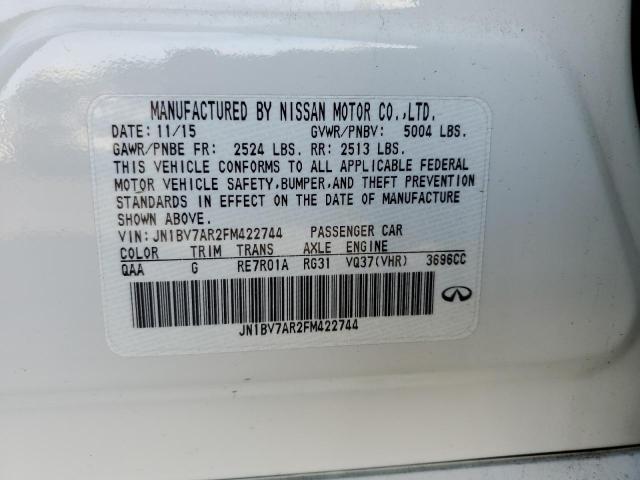 MANUFACTURED BY NISSAN MOTOR CO.,LTD.
DATE: 11/15 GVWR/PNBV: 5004 LBS.
GAWR/PNBE FR: 2524 LBS. RR: 2513 LBS.
THIS VEHICLE CONFORMS TO ALL APPLICABLE FEDERAL
MOTOR VEHICLE SAFETY,BUMPER,AND THEFT PREVENTION
STANDARDS IN EFFECT ON THE DATE OF MANUFACTURE
SHOWN ABOVE.
VIN:JN1BV7AR2FM422744 PASSENGER CAR
COLOR TRIM TRANS AXLE ENGINE
QAA G RE7R01A RG31 VQ37(VHR) 3696CC
JN1BV7AR2FM422744